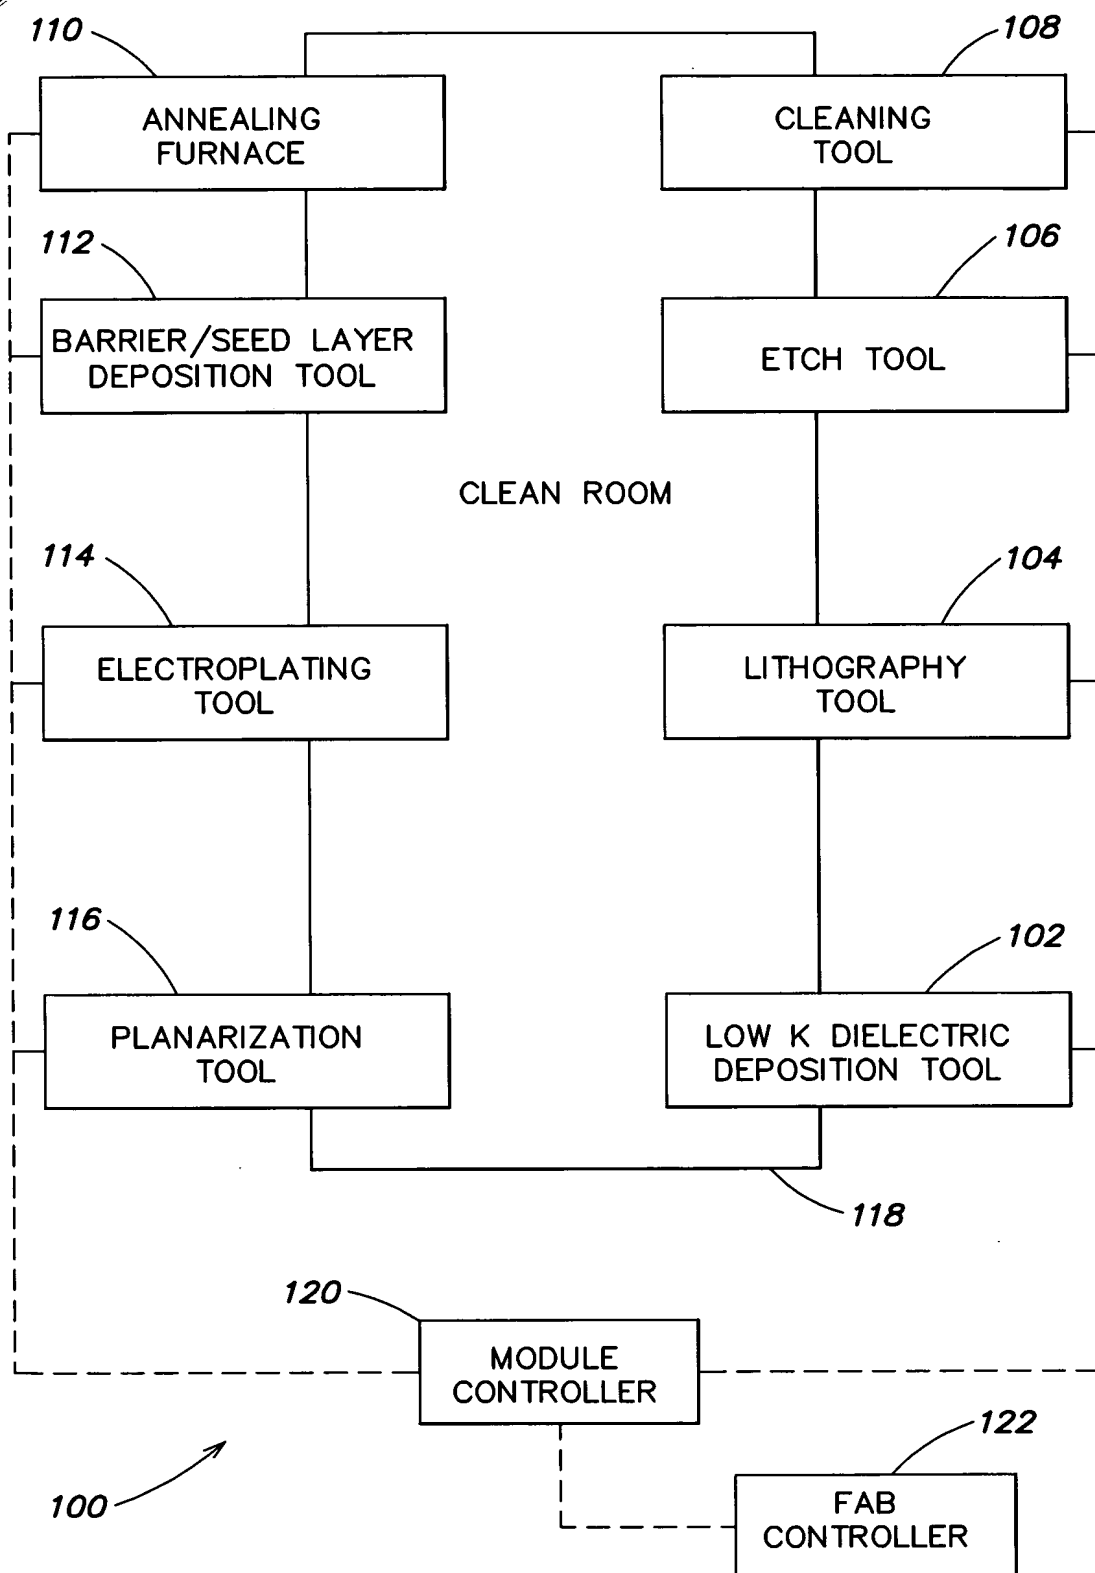 110
108
ANNEALING
FURNACE
CLEANING
TOOL
112
106
BARRIER/SEED LAYER
DEPOSITION TOOL
ETCH TOOL
CLEAN ROOM
114
104
ELECTROPLATING
TOOL
LITHOGRAPHY
TOOL
116
102
PLANARIZATION
TOOL
LOW K DIELECTRIC
DEPOSITION TOOL
118
120
MODULE
CONTROLLER
122
100
FAB
CONTROLLER